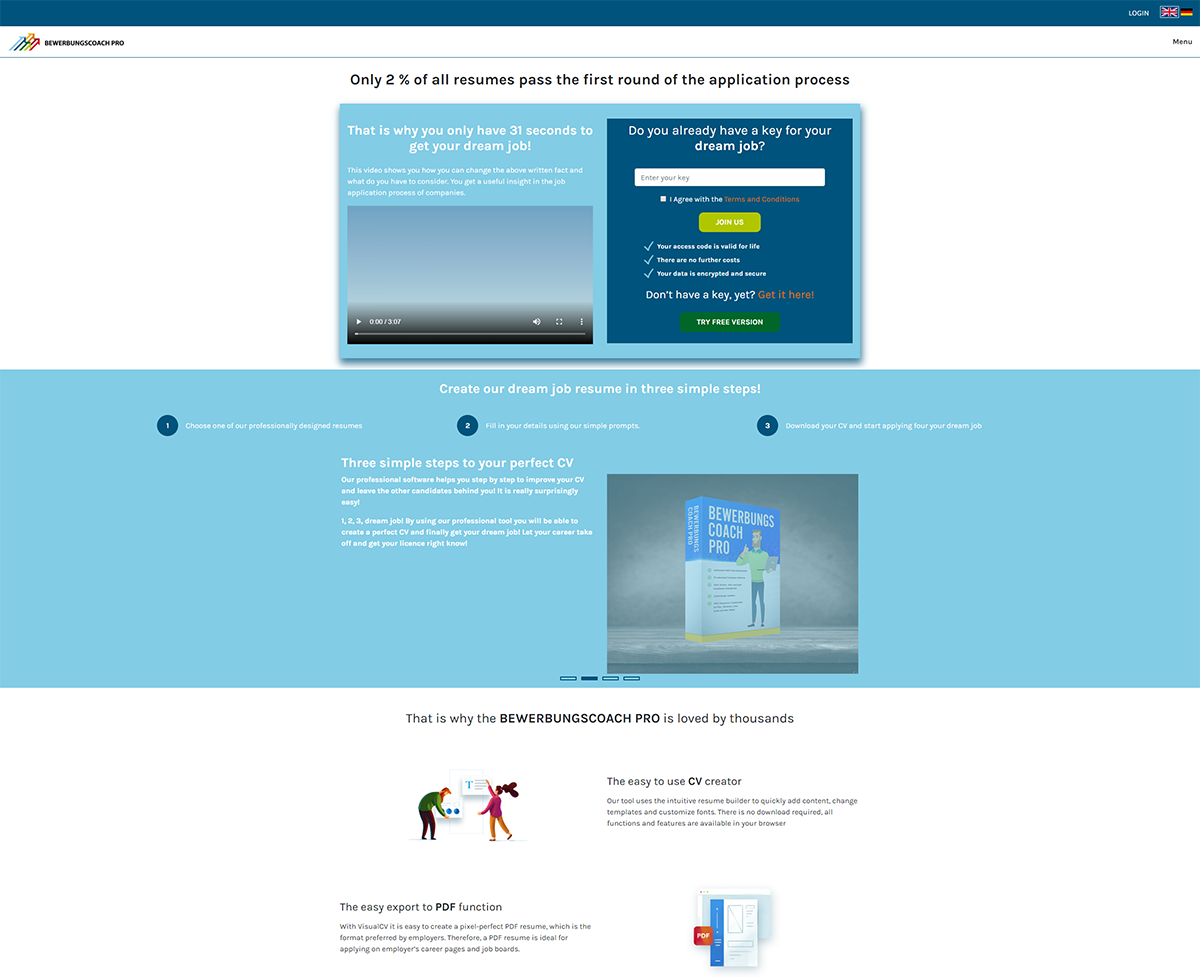 LOGIN
BEWERBUNGSCOACH PRO
Menu
Only 2 % of all resumes pass the first round of the application process
That is why you only have 31 seconds to
get your dream job!
This video shows you how you can change the above written fact and
what do you have to consider. You get a useful insight in the job
application process of companies.
0:00 / 3:07
Do you already have a key for your
dream job?
Enter your key
I Agree with the Terms and Conditions
JOIN US
Your access code is valid for life
There are no further costs
Your data is encrypted and secure
Don't have a key, yet? Get it here!
TRY FREE VERSION
Create our dream job resume in three simple steps!
1 Choose one of our professionally designed resumes
2 Fill in your details using our simple prompts.
3 Download your CV and start applying four your dream job
Three simple steps to your perfect CV
Our professional software helps you step by step to improve your CV
and leave the other candidates behind you! It is really surprisingly
easy!
1, 2, 3, dream job! By using our professional tool you will be able to
create a perfect CV and finally get your dream job! Let your career take
off and get your licence right know!
BEWERBUNGS
COACH PRO
BEWERBUNGS
COACH
PRO
That is why the BEWERBUNGSCOACH PRO is loved by thousands
T
The easy to use CV creator
Our tool uses the intuitive resume builder to quickly add content, change
templates and customize fonts. There is no download required, all
functions and features are available in your browser
The easy export to PDF function
With VisualCV it is easy to create a pixel-perfect PDF resume, which is the
format preferred by employers. Therefore, a PDF resume is ideal for
applying on employer's career pages and job boards.
PDF